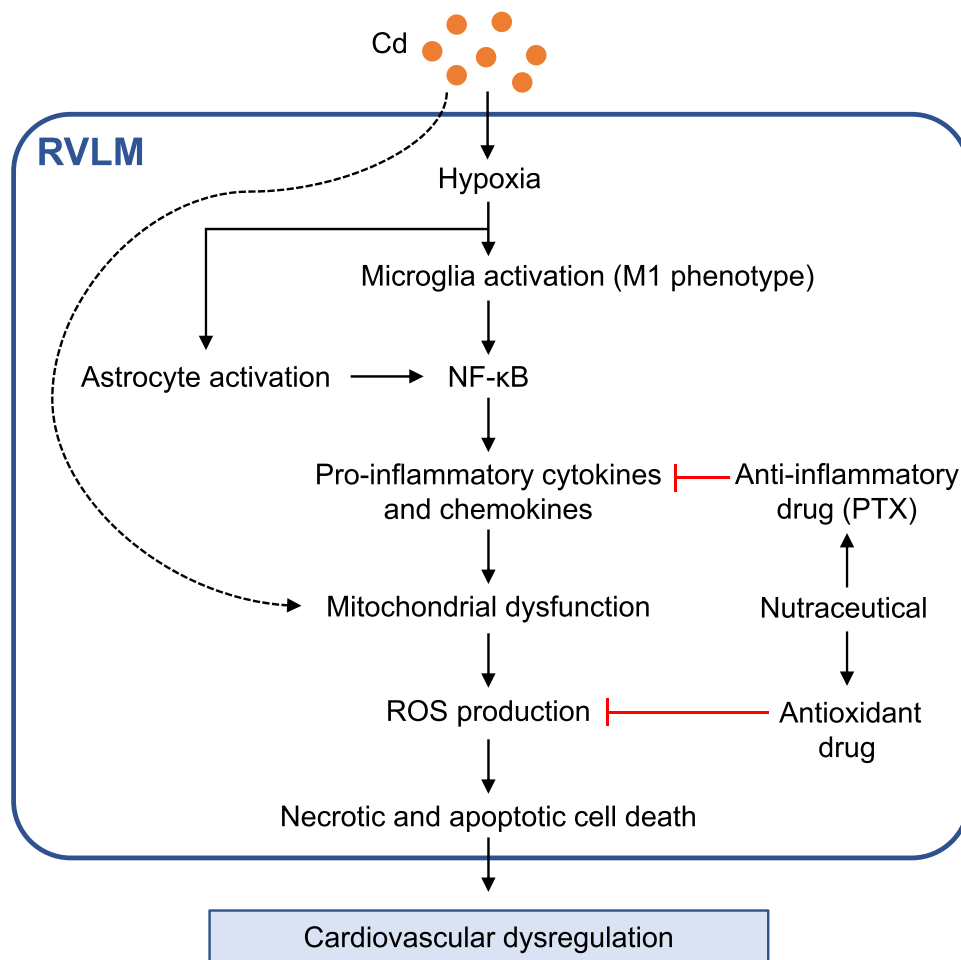 Cd
RVLM
Hypoxia
Microglia activation (M1 phenotype)
Astrocyte activation
NF-κB
Pro-inflammatory cytokines
and chemokines
Anti-inflammatory
drug (PTX)
Mitochondrial dysfunction
Nutraceutical
ROS production
Antioxidant
drug
Necrotic and apoptotic cell death
Cardiovascular dysregulation